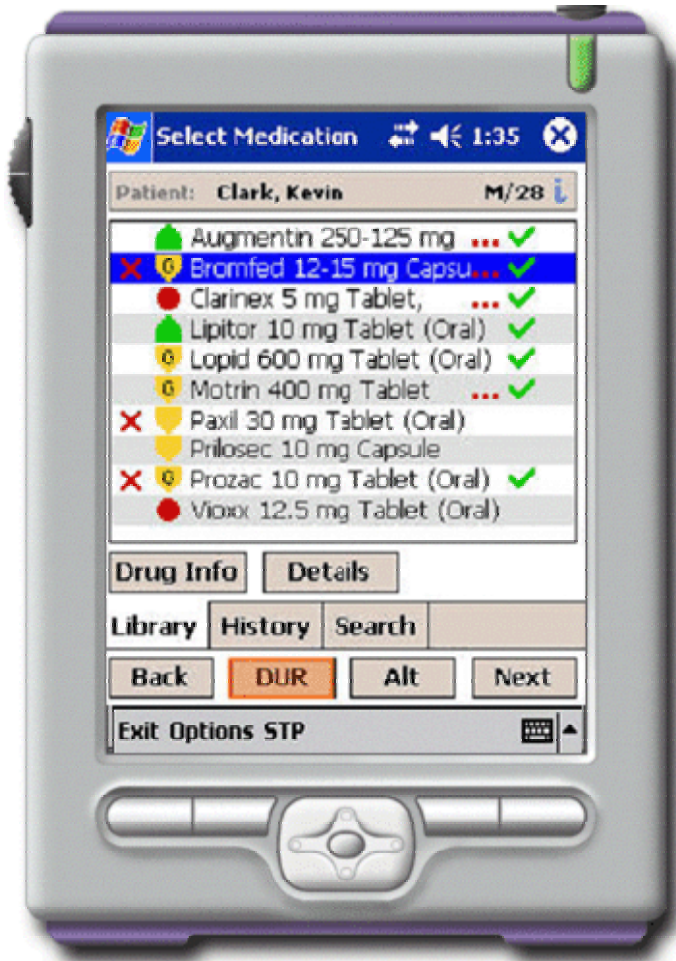 Select Medication 1:35
Patient: Clark, Kevin M/28 i
Augmentin 250-125 mg ...
G Bromfed 12-15 mg Capsu...
Clarinex 5 mg Tablet, ...
Lipitor 10 mg Tablet (Oral)
G Lopid 600 mg Tablet (Oral)
G Motrin 400 mg Tablet ...
Paxil 30 mg Tablet (Oral)
Prilosec 10 mg Capsule
G Prozac 10 mg Tablet (Oral)
Vioxx 12.5 mg Tablet (Oral)
Drug Info Details
Library History Search
Back DUR Alt Next
Exit Options STP